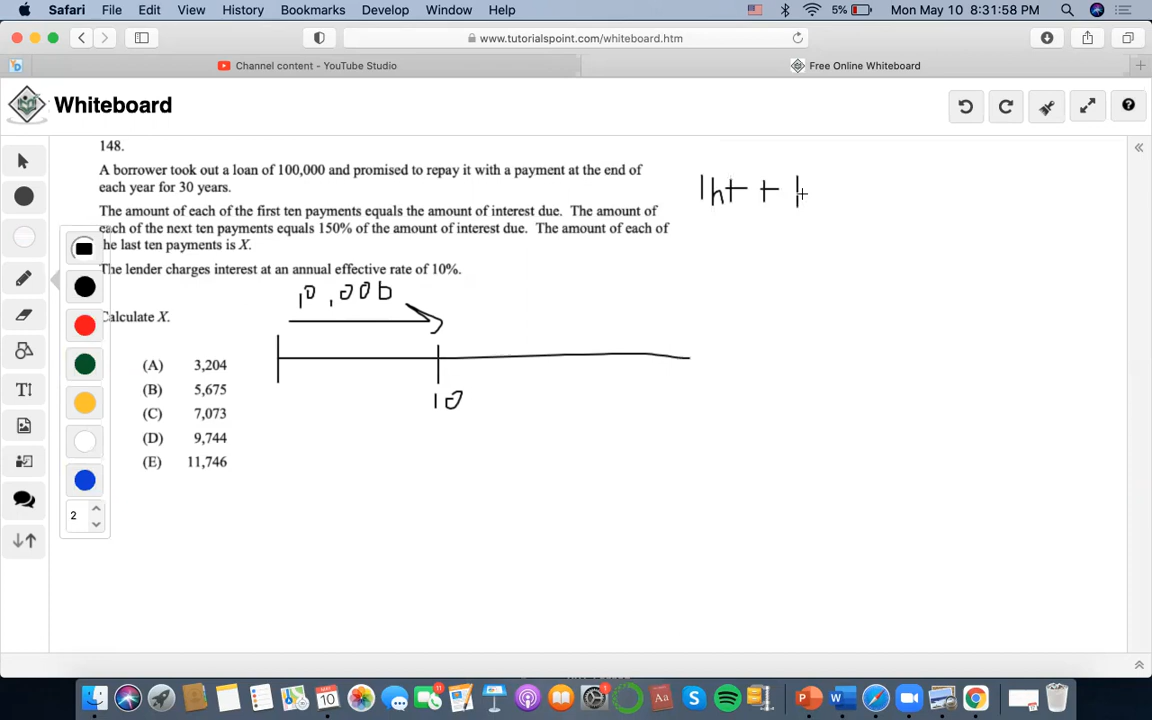 Safari File Edit View History Bookmarks Develop Window Help 5% Mon May 10 8:31:58 PM
www.tutorialspoint.com/whiteboard.htm
Channel content - YouTube Studio
Free Online Whiteboard
Whiteboard
148.
A borrower took out a loan of 100,000 and promised to repay it with a payment at the end of
each year for 30 years.
The amount of each of the first ten payments equals the amount of interest due. The amount of
each of the next ten payments equals 150% of the amount of interest due. The amount of each of
the last ten payments is X.
The lender charges interest at an annual effective rate of 10%.
Calculate X.
(A) 3,204
(B) 5,675
(C) 7,073
(D) 9,744
(E) 11,746
Int +
10,000
10
2
11